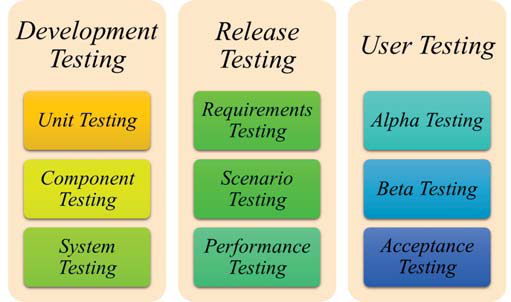 Development
Testing
Unit Testing
Component
Testing
System
Testing
Release
Testing
Requirements
Testing
Scenario
Testing
Performance
Testing
User Testing
Alpha Testing
Beta Testing
Acceptance
Testing